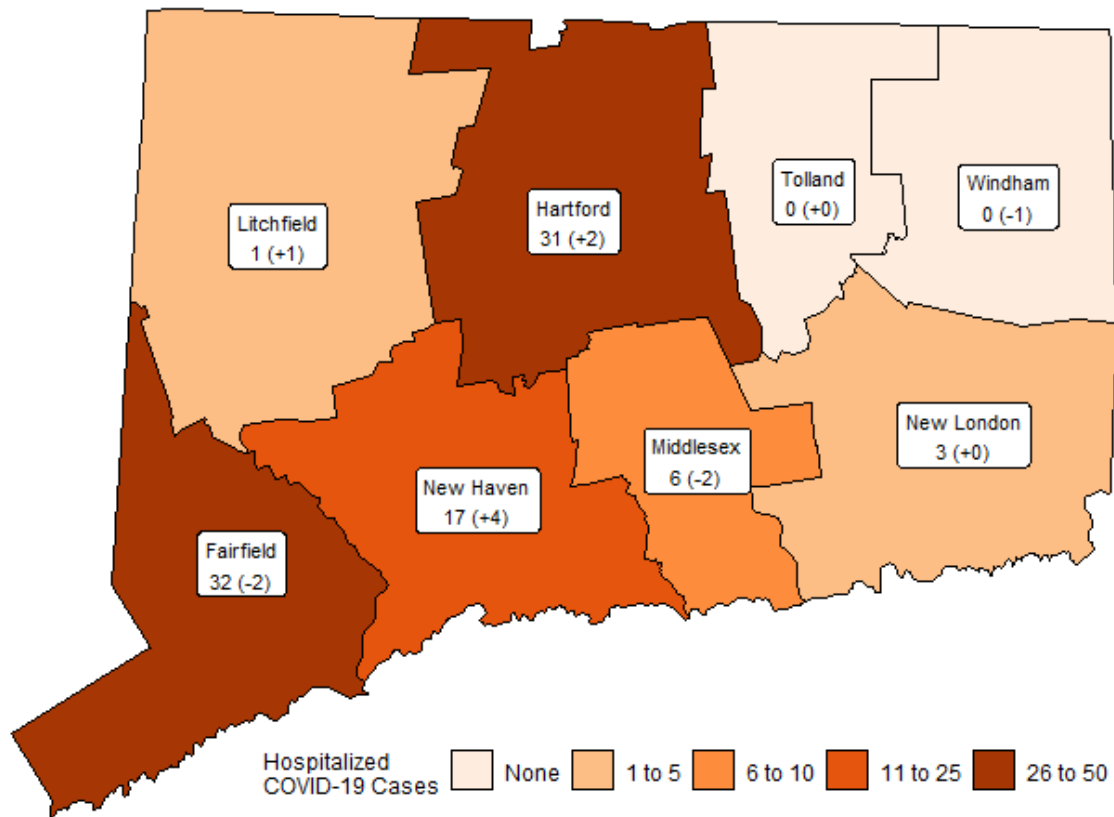 Litchfield
1 (+1)
Hartford
31 (+2)
Tolland
0 (+0)
Windham
0 (-1)
Fairfield
32 (-2)
New Haven
17 (+4)
Middlesex
6 (-2)
New London
3 (+0)
Hospitalized
COVID-19 Cases
None
1 to 5
6 to 10
11 to 25
26 to 50